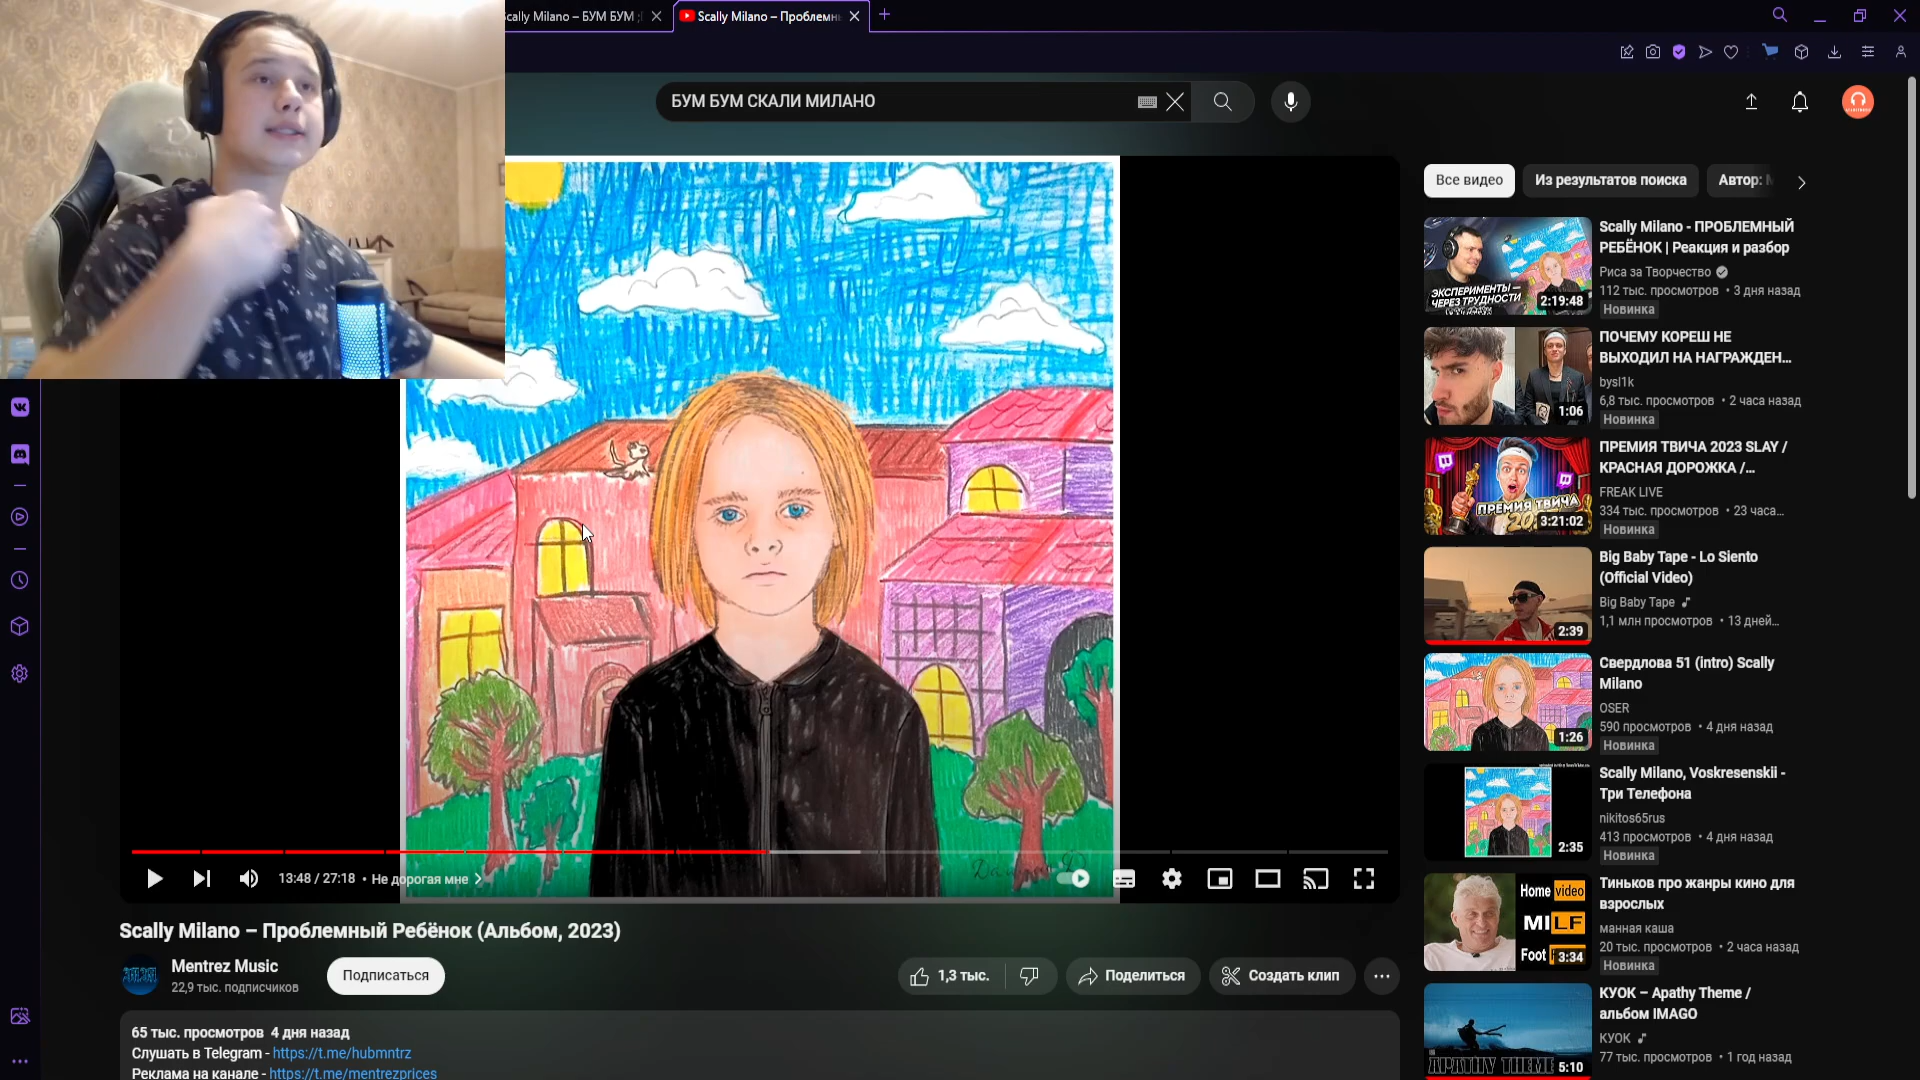 Scally Milano – БУМ БУМ
Scally Milano – Проблемн
БУМ БУМ СКАЛИ МИЛАНО
13:48 / 27:18 • Не дорогая мне
Scally Milano – Проблемный Ребёнок (Альбом, 2023)
Mentrez Music
22,9 тыс. подписчиков
Подписаться
1,3 тыс.
Поделиться
Создать клип
65 тыс. просмотров 4 дня назад
Слушать в Telegram - https://t.me/hubmntrz
Реклама на канале - https://t.me/mentrezprices
Все видео
Из результатов поиска
Автор:
ЭКСПЕРИМЕНТЫ —
ЧЕРЕЗ ТРУДНОСТИ
2:19:48
Scally Milano - ПРОБЛЕМНЫЙ
РЕБЁНОК | Реакция и разбор
Риса за Творчество
112 тыс. просмотров • 3 дня назад
Новинка
1:06
ПОЧЕМУ КОРЕШ НЕ
ВЫХОДИЛ НА НАГРАЖДЕН...
bysl1k
6,8 тыс. просмотров • 2 часа назад
Новинка
ПРЕМИЯ ТВИЧА
20
3:21:02
ПРЕМИЯ ТВИЧА 2023 SLAY /
КРАСНАЯ ДОРОЖКА /...
FREAK LIVE
334 тыс. просмотров • 23 часа...
Новинка
2:39
Big Baby Tape - Lo Siento
(Official Video)
Big Baby Tape
1,1 млн просмотров • 13 дней...
1:26
Свердлова 51 (intro) Scally
Milano
OSER
590 просмотров • 4 дня назад
Новинка
2:35
Scally Milano, Voskresenskii -
Три Телефона
nikitos65rus
413 просмотров • 4 дня назад
Новинка
Home video
MILF
Foot
3:34
Тиньков про жанры кино для
взрослых
манная каша
20 тыс. просмотров • 2 часа назад
Новинка
APATHY THEME
5:10
КУОК – Apathy Theme /
альбом IMAGO
КУОК
77 тыс. просмотров • 1 год назад